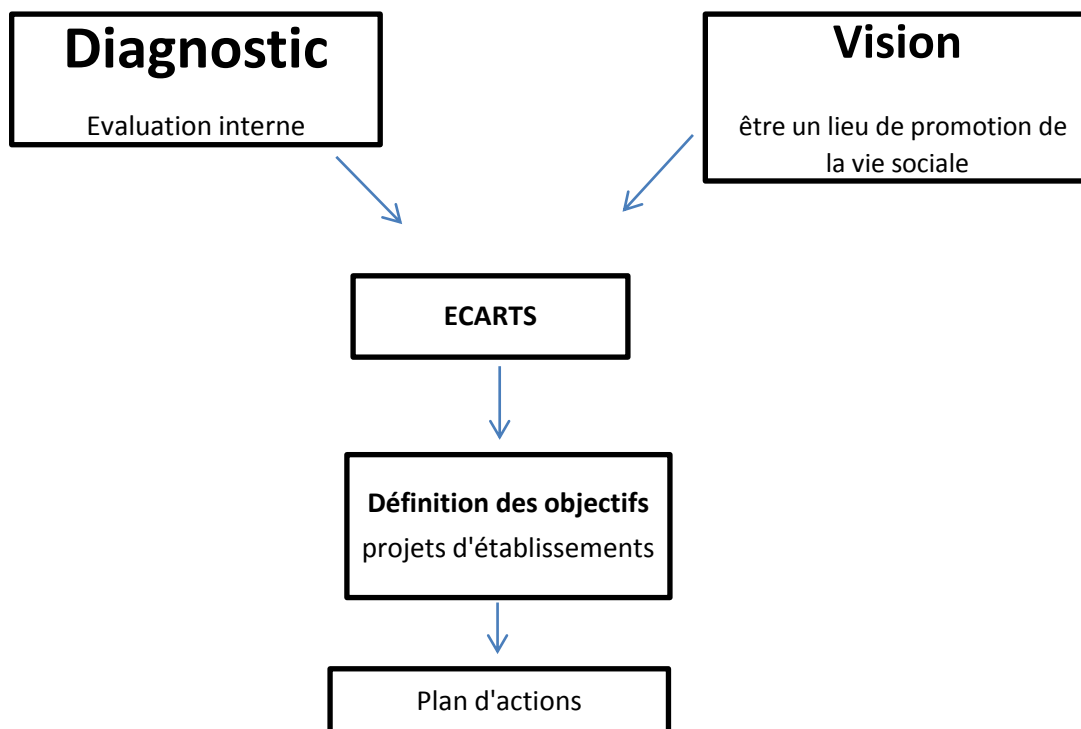 Diagnostic
Evaluation interne
Vision
être un lieu de promotion de
la vie sociale
ECARTS
Définition des objectifs
projets d'établissements
Plan d'actions